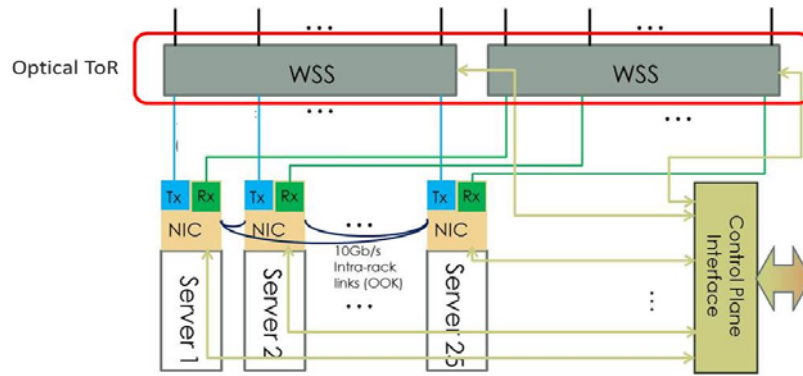 ...
...
Optical ToR
WSS
WSS
...
...
Tx
Rx
Tx
Rx
Tx
Rx
NIC
NIC
...
NIC
10Gb/s
Intra-rack
links (OOK)
...
Server 1
Server 2
Server 25
...
Control Plane
Interface